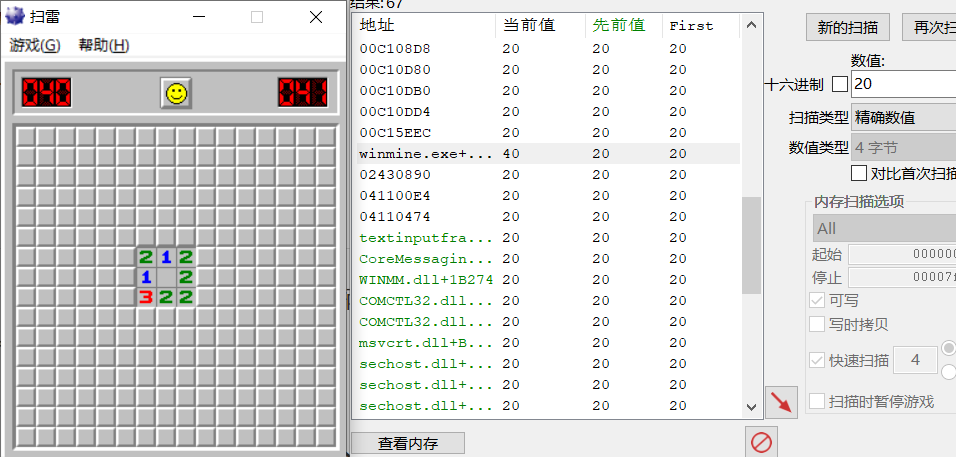 扫雷
游戏(G) 帮助(H)
040 041
2 1 2
1 2
3 2 2
结果:67
地址 当前值 先前值 First
00C108D8 20 20 20
00C10D80 20 20 20
00C10DB0 20 20 20
00C10DD4 20 20 20
00C15EEC 20 20 20
winmine.exe+... 40 20 20
02430890 20 20 20
041100E4 20 20 20
04110474 20 20 20
textinputfra... 20 20 20
CoreMessagin... 20 20 20
WINMM.dll+1B274 20 20 20
COMCTL32.dll... 20 20 20
COMCTL32.dll... 20 20 20
msvcrt.dll+B... 20 20 20
sechost.dll+... 20 20 20
sechost.dll+... 20 20 20
sechost.dll+... 20 20 20
查看内存
新的扫描 再次扫
数值:
十六进制 20
扫描类型 精确数值
数值类型 4 字节
对比首次扫描
内存扫描选项
All
起始 000000
停止 00007f
可写
写时拷贝
快速扫描 4
扫描时暂停游戏